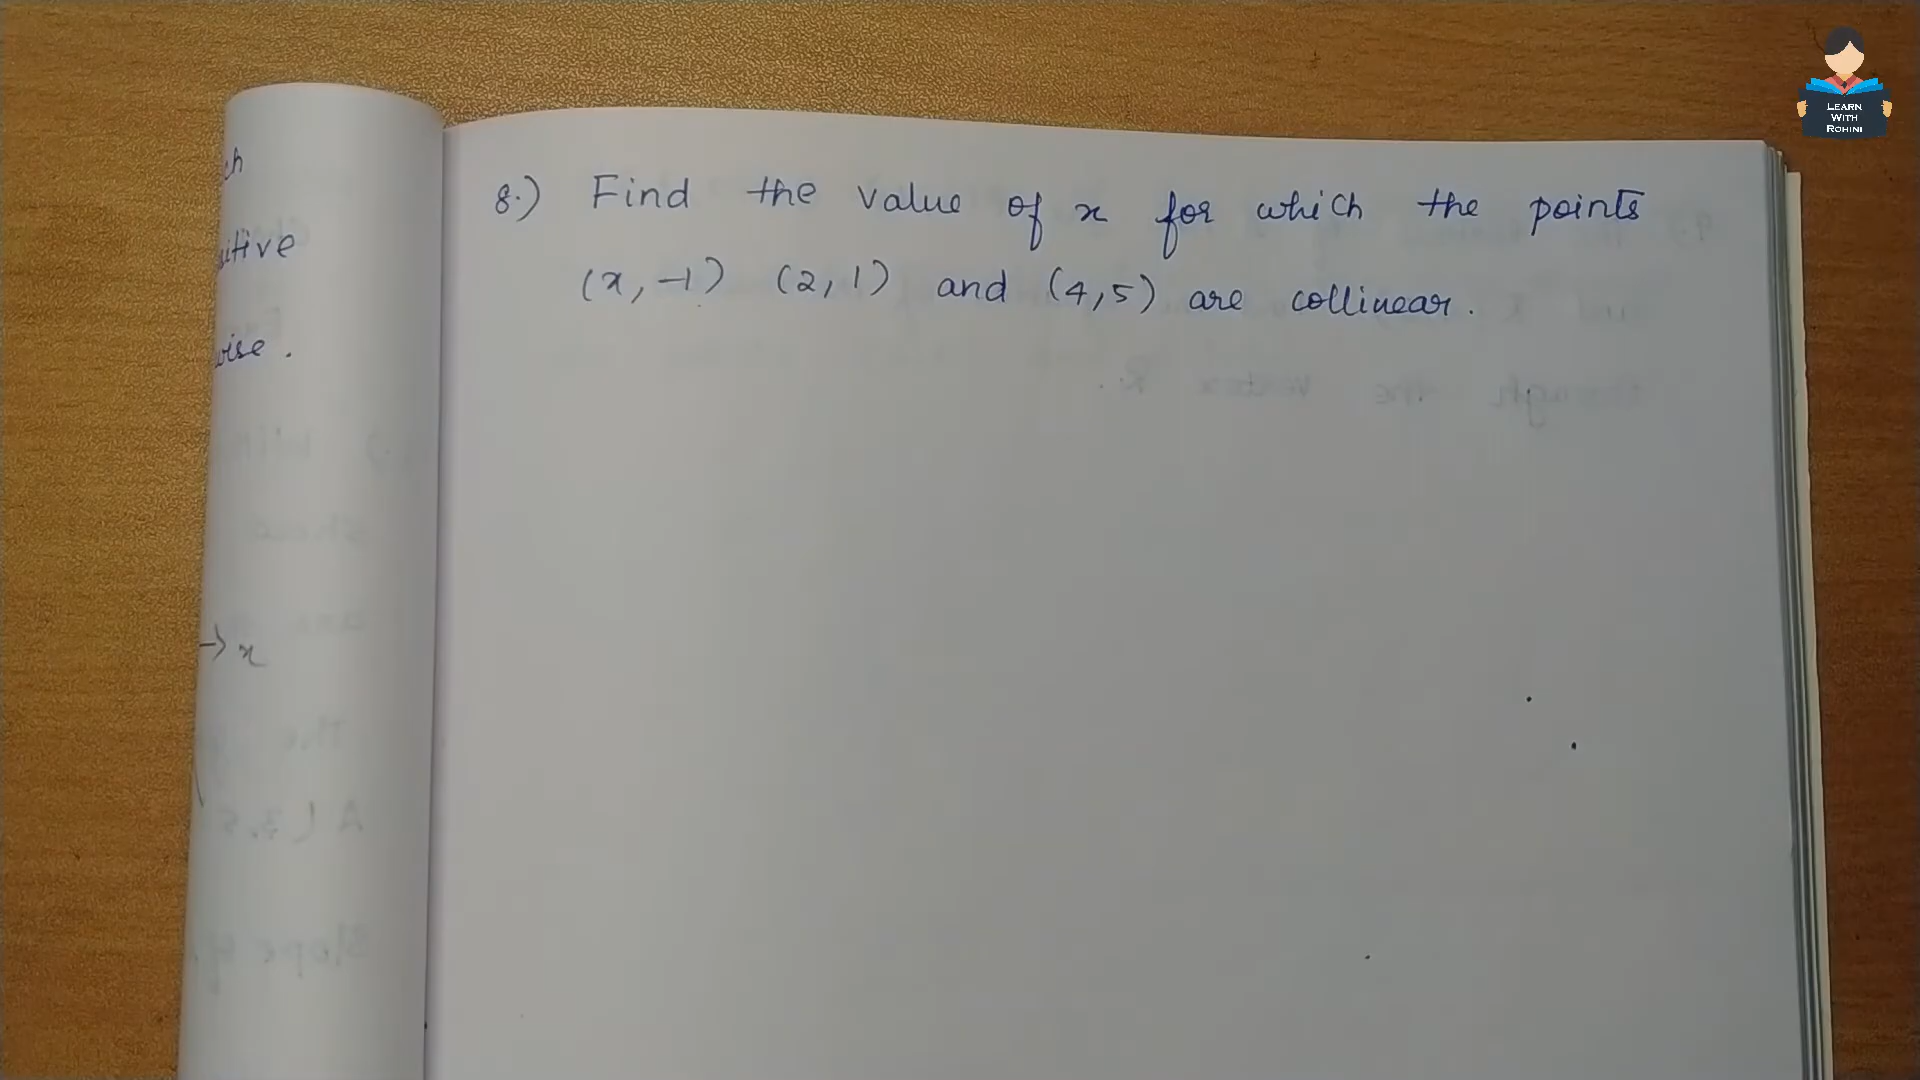 8.) Find the value of x for which the points
(x, -1) (2, 1) and (4, 5) are collinear.
→ x
LEARN
WITH
ROHINI